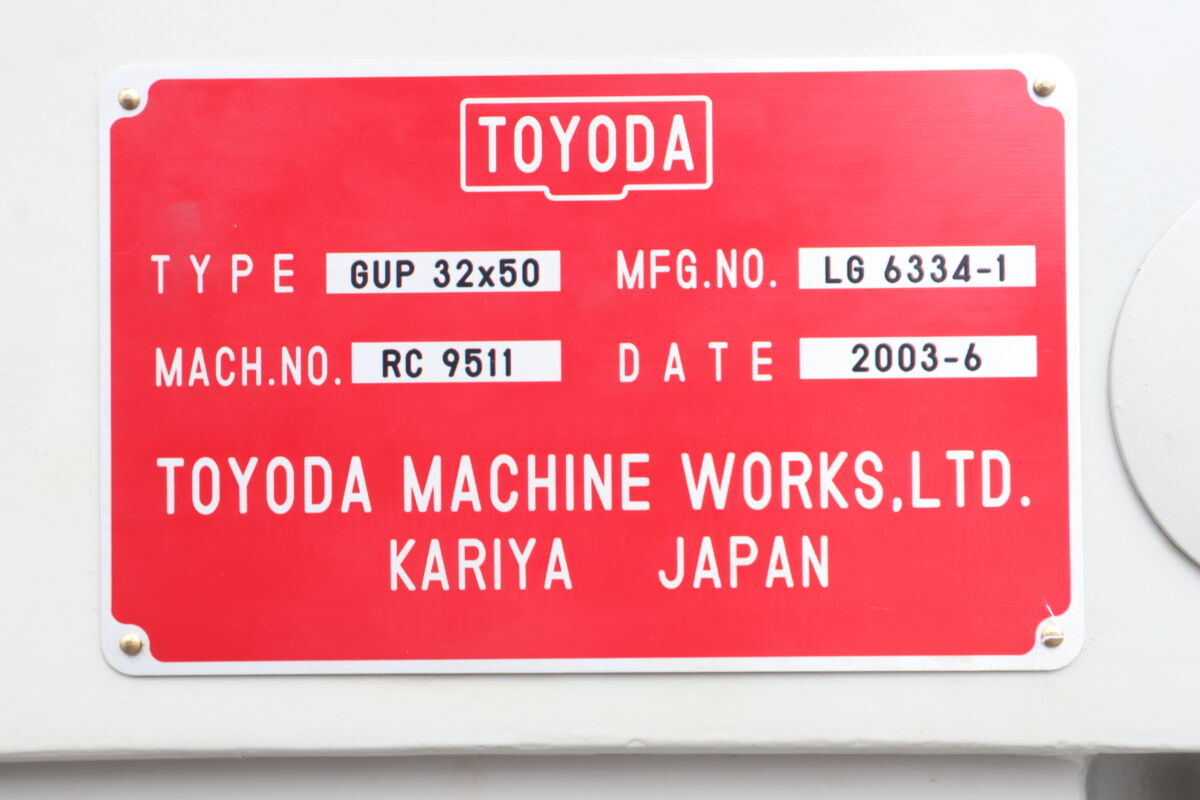 TOYODA
TYPE GUP 32x50 MFG.NO. LG 6334-1
MACH.NO. RC 9511 DATE 2003-6
TOYODA MACHINE WORKS,LTD.
KARIYA JAPAN